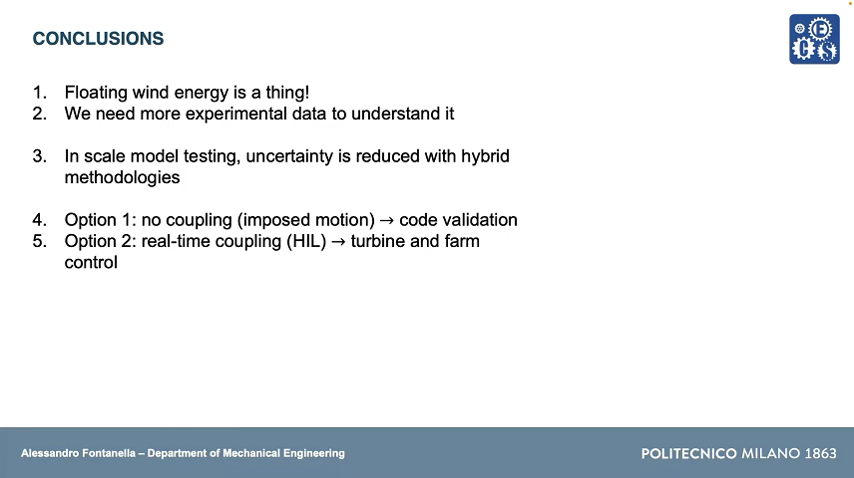 CONCLUSIONS
E
C S
1. Floating wind energy is a thing!
2. We need more experimental data to understand it
3. In scale model testing, uncertainty is reduced with hybrid
methodologies
4. Option 1: no coupling (imposed motion) → code validation
5. Option 2: real-time coupling (HIL) → turbine and farm
control
Alessandro Fontanella – Department of Mechanical Engineering
POLITECNICO MILANO 1863